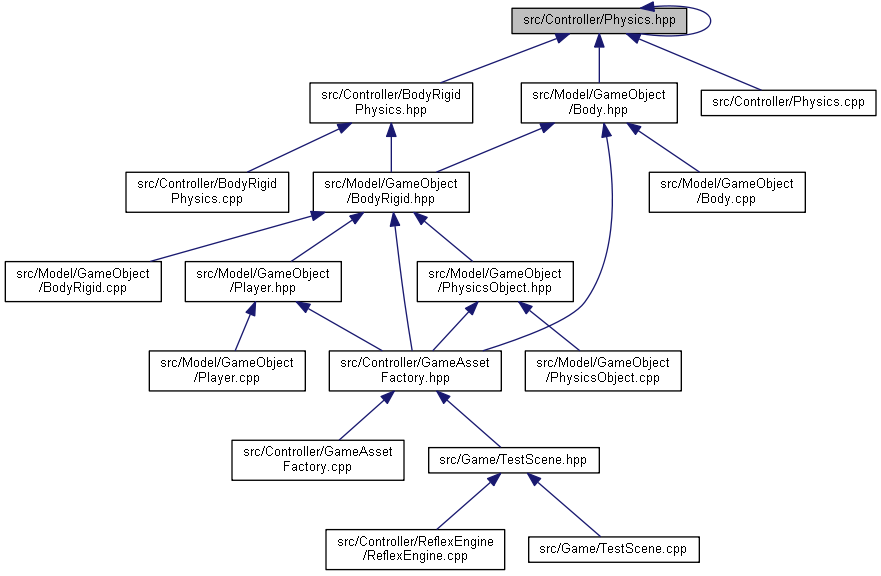 src/Controller/Physics.hpp
src/Controller/BodyRigid
Physics.hpp
src/Model/GameObject
/Body.hpp
src/Controller/Physics.cpp
src/Controller/BodyRigid
Physics.cpp
src/Model/GameObject
/BodyRigid.hpp
src/Model/GameObject
/Body.cpp
src/Model/GameObject
/BodyRigid.cpp
src/Model/GameObject
/Player.hpp
src/Model/GameObject
/PhysicsObject.hpp
src/Model/GameObject
/Player.cpp
src/Controller/GameAsset
Factory.hpp
src/Model/GameObject
/PhysicsObject.cpp
src/Controller/GameAsset
Factory.cpp
src/Game/TestScene.hpp
src/Controller/ReflexEngine
/ReflexEngine.cpp
src/Game/TestScene.cpp